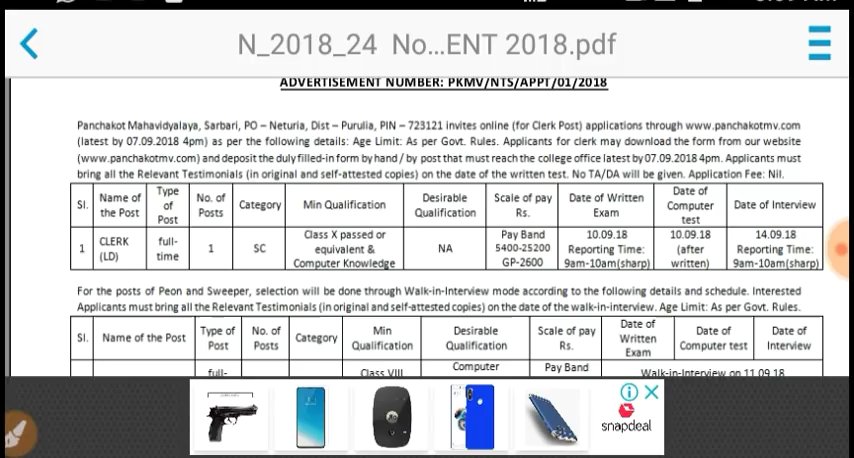 N_2018_24 No...ENT 2018.pdf
ADVERTISEMENT NUMBER: PKMV/NTS/APPT/01/2018
Panchakot Mahavidyalaya, Sarbari, PO – Neturia, Dist – Purulia, PIN – 723121 invites online (for Clerk Post) applications through www.panchakotmv.com
(latest by 07.09.2018 4pm) as per the following details: Age Limit: As per Govt. Rules. Applicants for clerk may download the form from our website
(www.panchakotmv.com) and deposit the duly filled-in form by hand / by post that must reach the college office latest by 07.09.2018 4pm. Applicants must
bring all the Relevant Testimonials (in original and self-attested copies) on the date of the written test. No TA/DA will be given. Application Fee: Nil.
Sl. Name of the Post Type of Post No. of Posts Category Min Qualification Desirable Qualification Scale of pay Rs. Date of Written Exam Date of Computer test Date of Interview
1 CLERK (LD) full-time 1 SC Class X passed or equivalent & Computer Knowledge NA Pay Band 5400-25200 GP-2600 10.09.18 Reporting Time: 9am-10am(sharp) 10.09.18 (after written) 14.09.18 Reporting Time: 9am-10am(sharp)
For the posts of Peon and Sweeper, selection will be done through Walk-in-Interview mode according to the following details and schedule. Interested
Applicants must bring all the Relevant Testimonials (in original and self-attested copies) on the date of the walk-in-interview. Age Limit: As per Govt. Rules.
Sl. Name of the Post Type of Post No. of Posts Category Min Qualification Desirable Qualification Scale of pay Rs. Date of Written Exam Date of Computer test Date of Interview
full- Class VIII Computer Pay Band Walk-in-Interview on 11.09.18
snapdeal